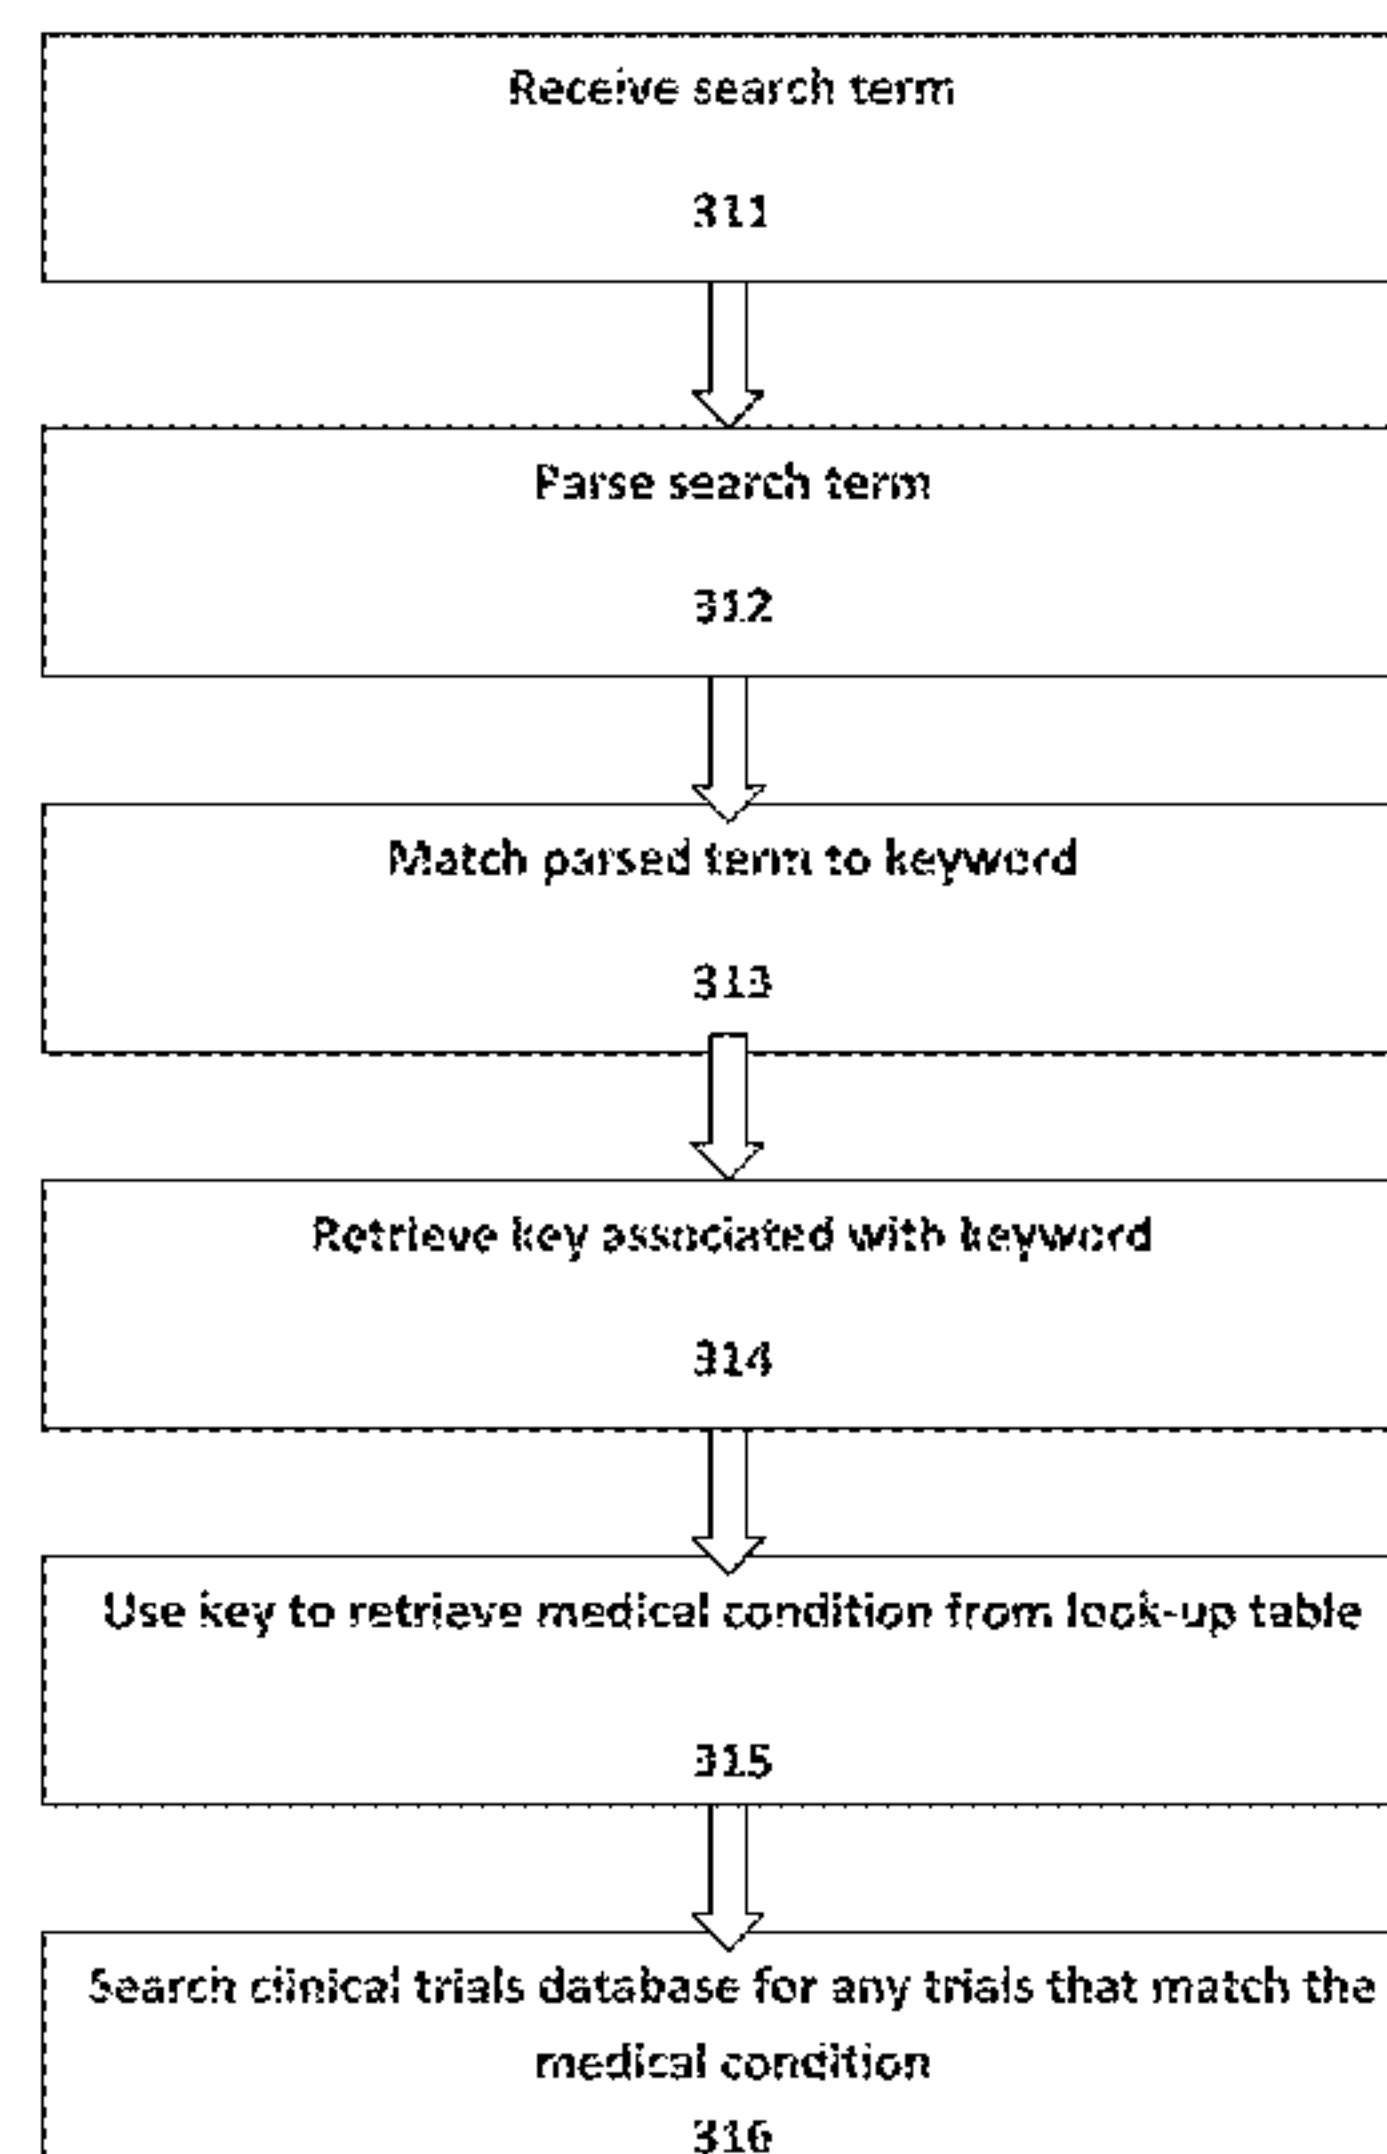 Receive search term
311
Parse search term
312
Match parsed term to keyword
313
Retrieve key associated with keyword
314
Use key to retrieve medical condition from look-up table
315
Search clinical trials database for any trials that match the
medical condition
316